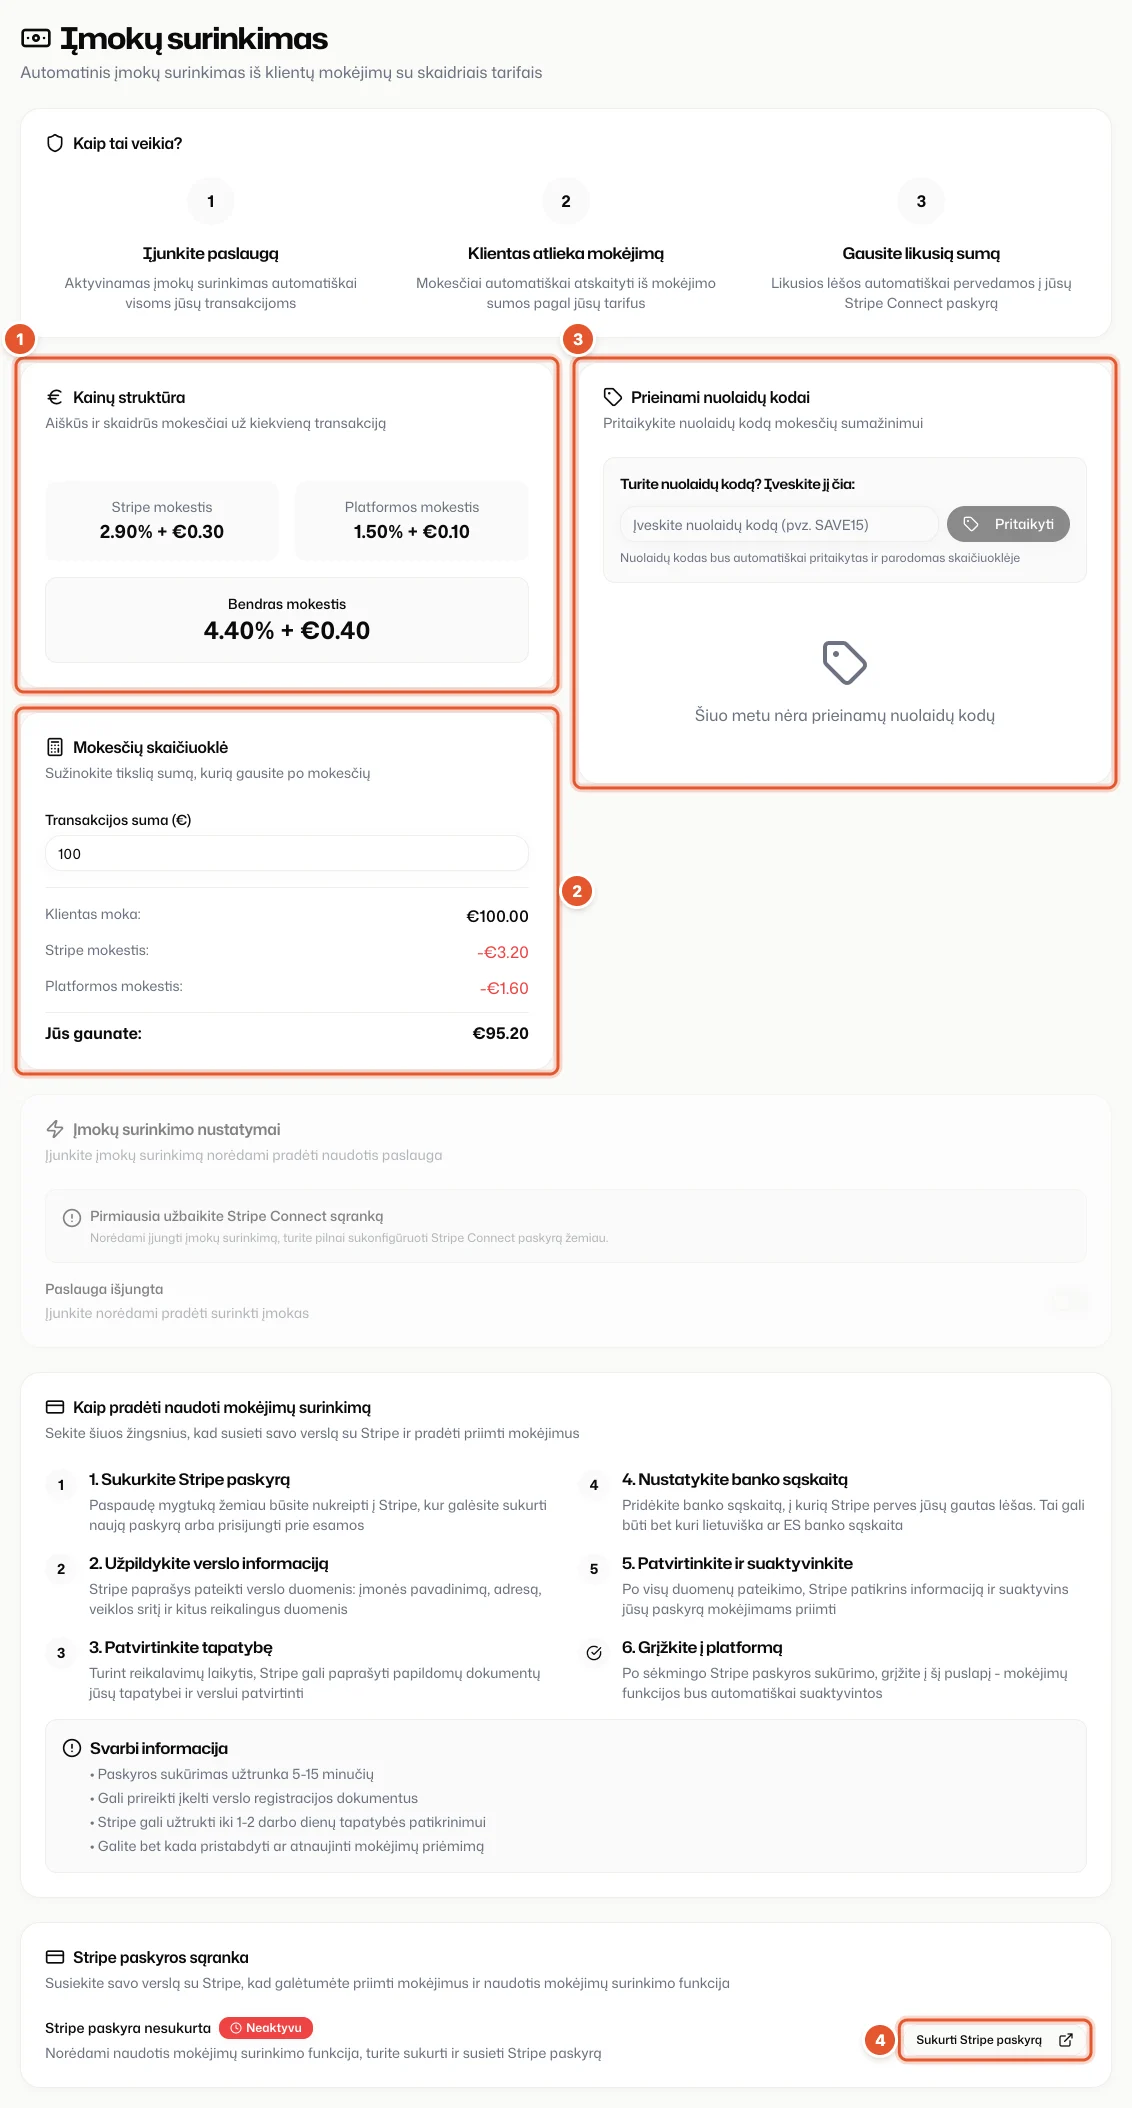 Įmokų surinkimas
Automatinis įmokų surinkimas iš klientų mokėjimų su skaidriais tarifais
Kaip tai veikia?
1
Įjunkite paslaugą
Aktyvinamas įmokų surinkimas automatiškai
visoms jūsų transakcijoms
2
Klientas atlieka mokėjimą
Mokesčiai automatiškai atskaityti iš mokėjimo
sumos pagal jūsų tarifus
3
Gausite likusią sumą
Likusios lėšos automatiškai pervedamos į jūsų
Stripe Connect paskyrą
1
Kainų struktūra
Aiškūs ir skaidrūs mokesčiai už kiekvieną transakciją
Stripe mokestis
2.90% + €0.30
Platformos mokestis
1.50% + €0.10
Bendras mokestis
4.40% + €0.40
3
Prieinami nuolaidų kodai
Pritaikykite nuolaidų kodą mokesčių sumažinimui
Turite nuolaidų kodą? Įveskite jį čia:
Įveskite nuolaidų kodą (pvz. SAVE15)
Pritaikyti
Nuolaidų kodas bus automatiškai pritaikytas ir parodomas skaičiuoklėje
Šiuo metu nėra prieinamų nuolaidų kodų
2
Mokesčių skaičiuoklė
Sužinokite tikslią sumą, kurią gausite po mokesčių
Transakcijos suma (€)
100
Klientas moka: €100.00
Stripe mokestis: -€3.20
Platformos mokestis: -€1.60
Jūs gaunate: €95.20
Įmokų surinkimo nustatymai
Įjunkite įmokų surinkimą norėdami pradėti naudotis paslauga
Pirmiausia užbaikite Stripe Connect sąranką
Norėdami įjungti įmokų surinkimą, turite pilnai sukonfigūruoti Stripe Connect paskyrą žemiau.
Paslauga išjungta
Įjunkite norėdami pradėti surinkti įmokas
Kaip pradėti naudoti mokėjimų surinkimą
Sekite šiuos žingsnius, kad susieti savo verslą su Stripe ir pradėti priimti mokėjimus
1
1. Sukurkite Stripe paskyrą
Paspaudę mygtuką žemiau būsite nukreipti į Stripe, kur galėsite sukurti
naują paskyrą arba prisijungti prie esamos
2
2. Užpildykite verslo informaciją
Stripe paprašys pateikti verslo duomenis: įmonės pavadinimą, adresą,
veiklos sritį ir kitus reikalingus duomenis
3
3. Patvirtinkite tapatybę
Turint reikalavimų laikytis, Stripe gali paprašyti papildomų dokumentų
jūsų tapatybei ir verslui patvirtinti
4
4. Nustatykite banko sąskaitą
Pridėkite banko sąskaitą, į kurią Stripe perves jūsų gautas lėšas. Tai gali
būti bet kuri lietuviška ar ES banko sąskaita
5
5. Patvirtinkite ir suaktyvinkite
Po visų duomenų pateikimo, Stripe patikrins informaciją ir suaktyvins
jūsų paskyrą mokėjimams priimti
6. Grįžkite į platformą
Po sėkmingo Stripe paskyros sukūrimo, grįžite į šį puslapį - mokėjimų
funkcijos bus automatiškai suaktyvintos
Svarbi informacija
• Paskyros sukūrimas užtrunka 5-15 minučių
• Gali prireikti įkelti verslo registracijos dokumentus
• Stripe gali užtrukti iki 1-2 darbo dienų tapatybės patikrinimui
• Galite bet kada pristabdyti ar atnaujinti mokėjimų priėmimą
Stripe paskyros sąranka
Susiekite savo verslą su Stripe, kad galėtumėte priimti mokėjimus ir naudotis mokėjimų surinkimo funkcija
Stripe paskyra nesukurta Neaktyvu
Norėdami naudotis mokėjimų surinkimo funkcija, turite sukurti ir susieti Stripe paskyrą
4
Sukurti Stripe paskyrą